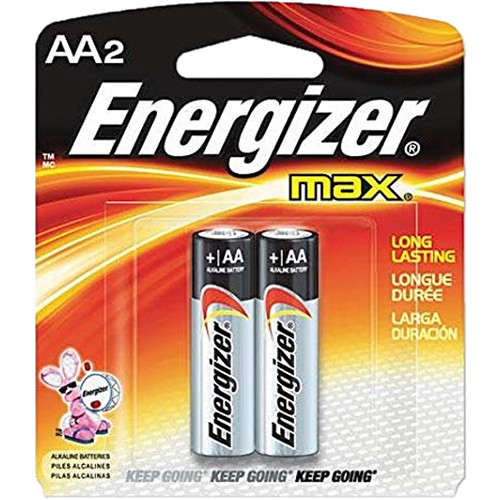 AA2
Energizer®
TM
MC
max®
+AA
ALKALINE BATTERY
+AA
ALKALINE BATTERY
Energizer
Energizer
LONG
LASTING
LONGUE
DURÉE
LARGA
DURACIÓN
Energizer
ALKALINE BATTERIES
PILES ALCALINES
PILAS ALCALINAS
KEEP GOING* KEEP GOING* KEEP GOING*